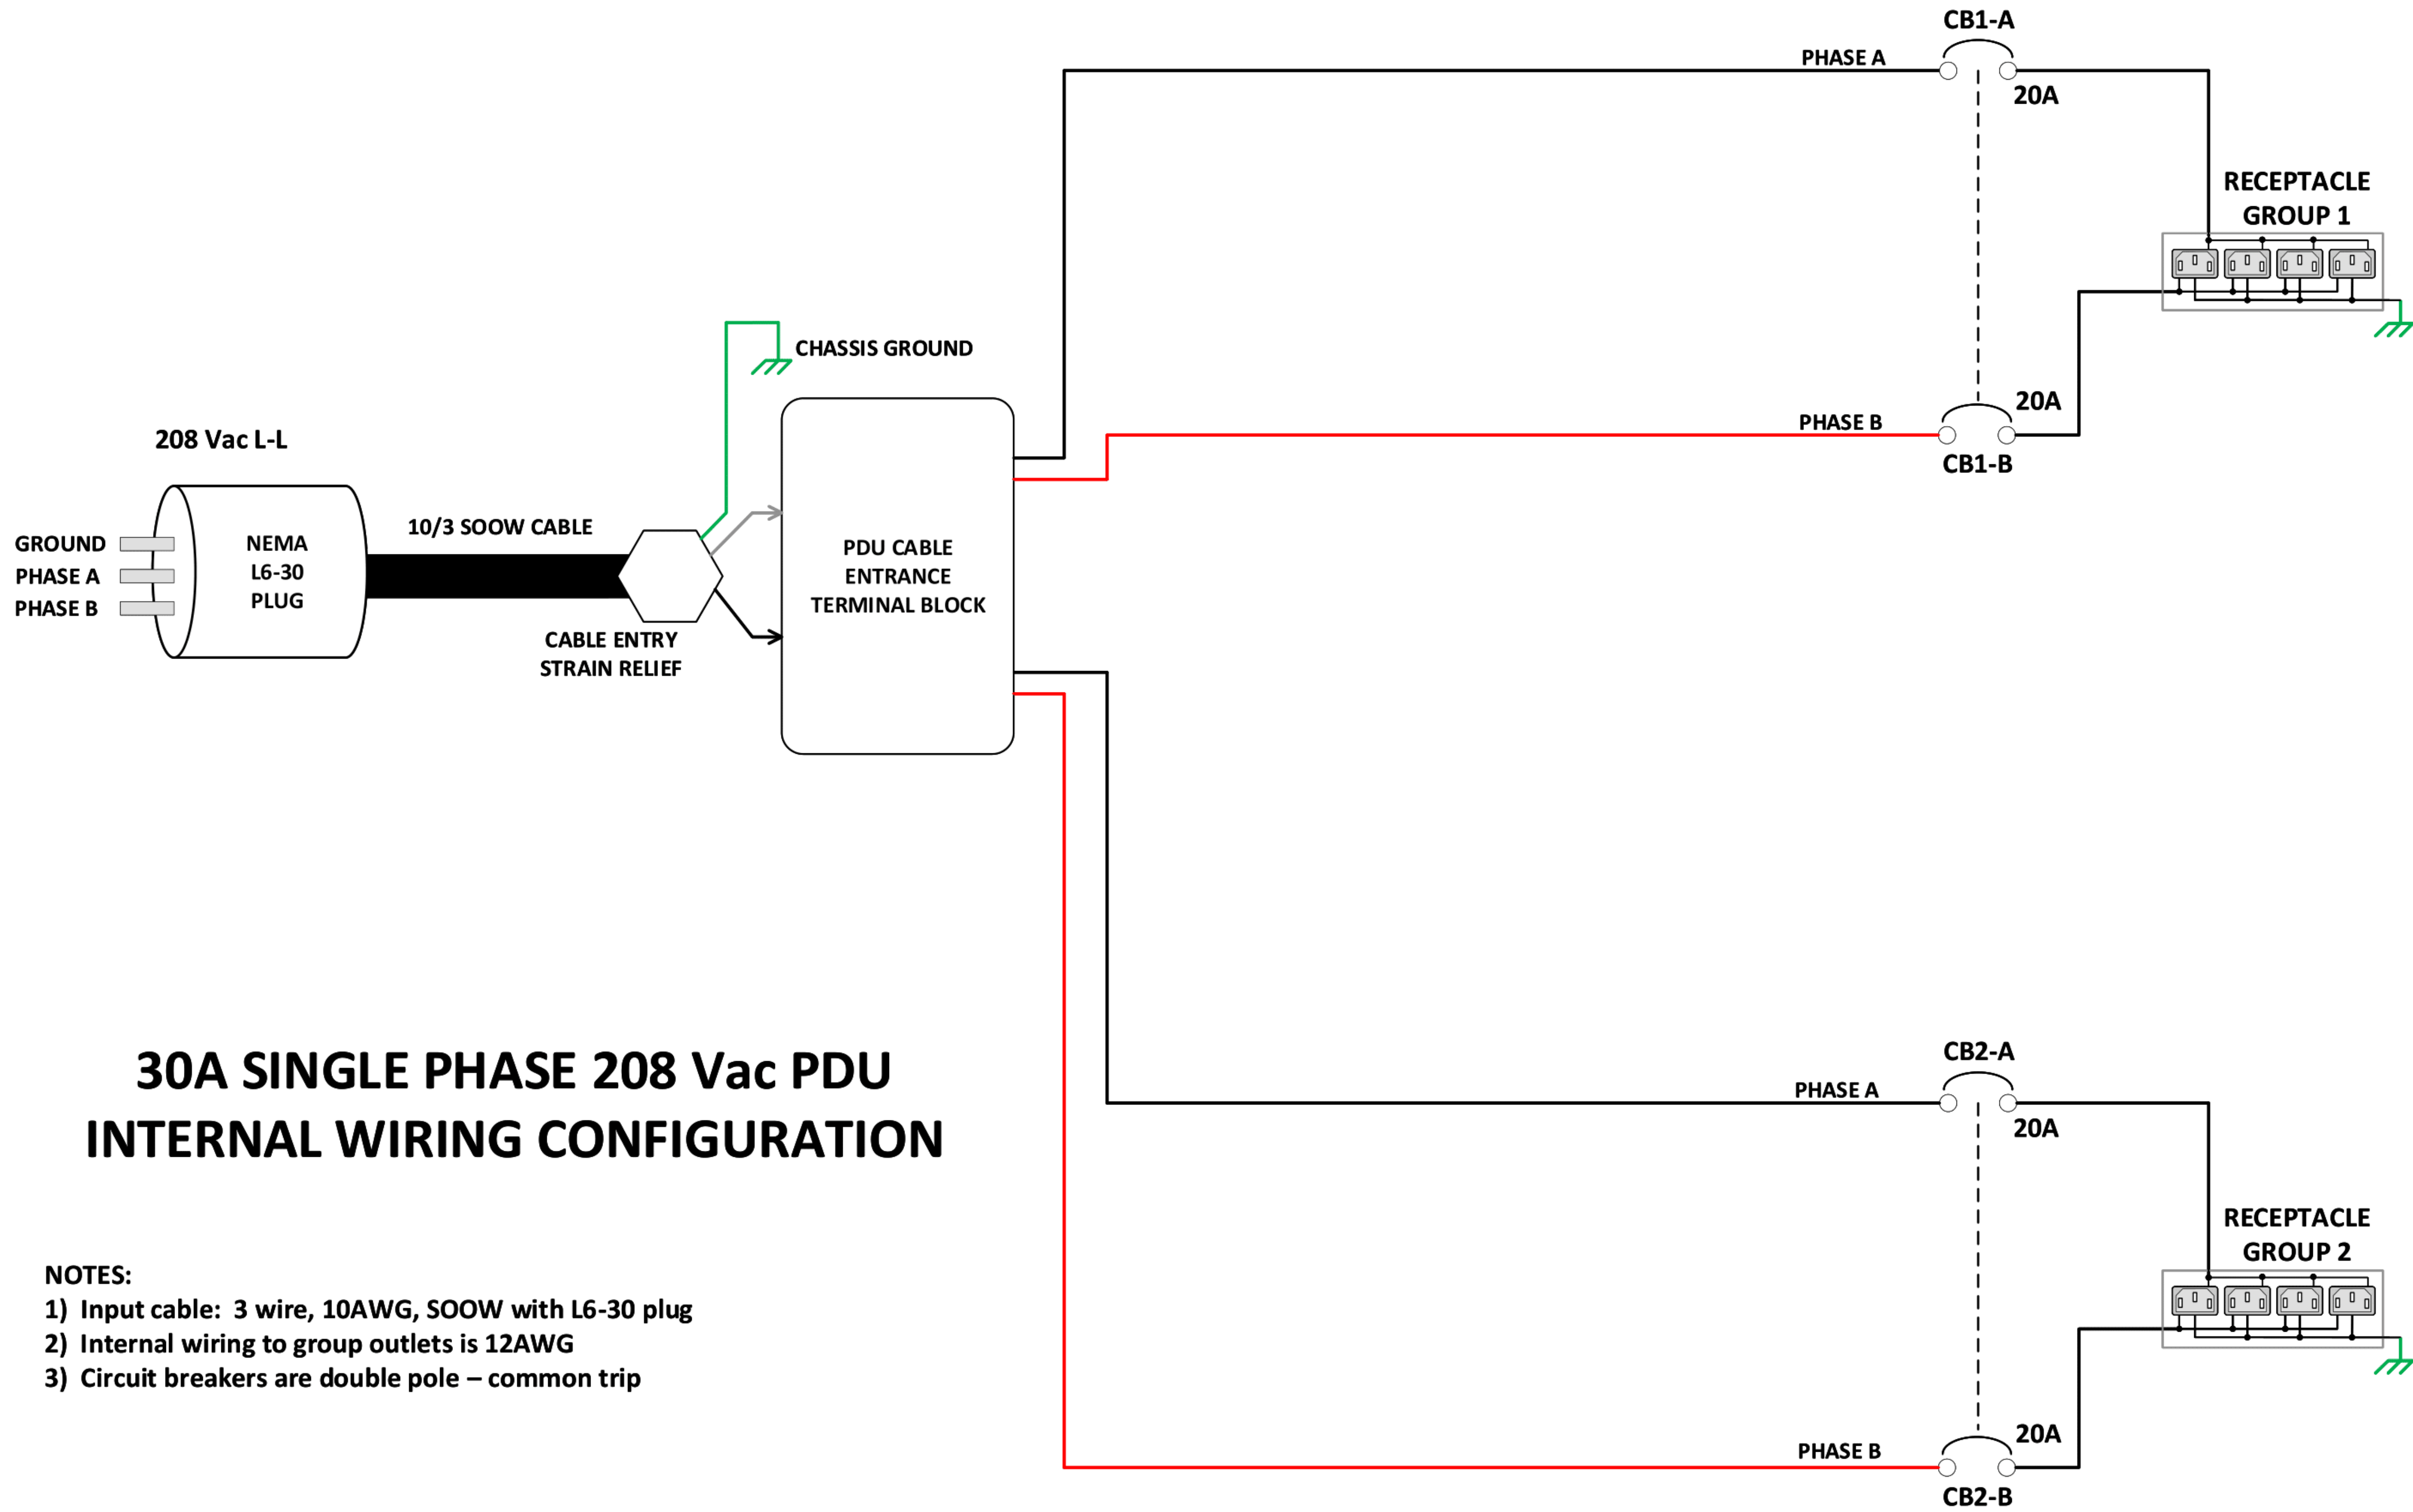 CB1-A
PHASE A
20A
RECEPTACLE
GROUP 1
CHASSIS GROUND
20A
PHASE B
CB1-B
208 Vac L-L
10/3 SOOW CABLE
GROUND
PHASE A
PHASE B
NEMA
L6-30
PLUG
PDU CABLE
ENTRANCE
TERMINAL BLOCK
CABLE ENTRY
STRAIN RELIEF
30A SINGLE PHASE 208 Vac PDU
INTERNAL WIRING CONFIGURATION
CB2-A
PHASE A
20A
RECEPTACLE
GROUP 2
NOTES:
1) Input cable: 3 wire, 10AWG, SOOW with L6-30 plug
2) Internal wiring to group outlets is 12AWG
3) Circuit breakers are double pole – common trip
20A
PHASE B
CB2-B